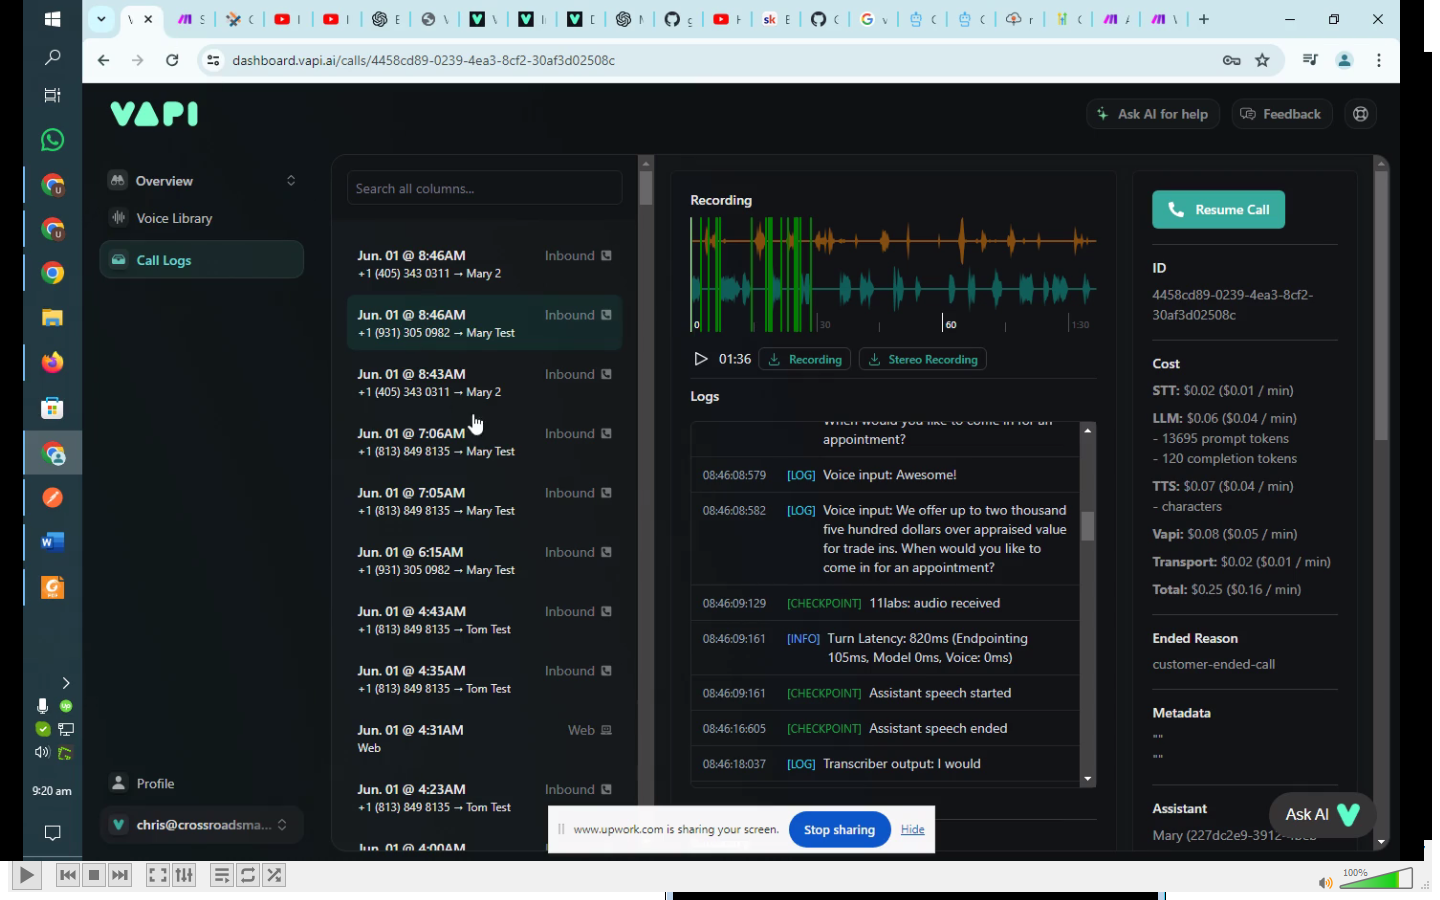 dashboard.vapi.ai/calls/4458cd89-0239-4ea3-8cf2-30af3d02508c
VAPI
Ask AI for help
Feedback
Overview
Voice Library
Call Logs
Profile
chris@crossroadsma...
Search all columns...
Jun. 01 @ 8:46AM Inbound
+1 (405) 343 0311 → Mary 2
Jun. 01 @ 8:46AM Inbound
+1 (931) 305 0982 → Mary Test
Jun. 01 @ 8:43AM Inbound
+1 (405) 343 0311 → Mary 2
Jun. 01 @ 7:06AM Inbound
+1 (813) 849 8135 → Mary Test
Jun. 01 @ 7:05AM Inbound
+1 (813) 849 8135 → Mary Test
Jun. 01 @ 6:15AM Inbound
+1 (931) 305 0982 → Mary Test
Jun. 01 @ 4:43AM Inbound
+1 (813) 849 8135 → Tom Test
Jun. 01 @ 4:35AM Inbound
+1 (813) 849 8135 → Tom Test
Jun. 01 @ 4:31AM Web
Web
Jun. 01 @ 4:23AM Inbound
+1 (813) 849 8135 → Tom Test
Jun. 01 @ 4:00AM Inbound
Recording
0 30 60 1:30
01:36 Recording Stereo Recording
Logs
When would you like to come in for an
appointment?
08:46:08:579 [LOG] Voice input: Awesome!
08:46:08:582 [LOG] Voice input: We offer up to two thousand
five hundred dollars over appraised value
for trade ins. When would you like to
come in for an appointment?
08:46:09:129 [CHECKPOINT] 11labs: audio received
08:46:09:161 [INFO] Turn Latency: 820ms (Endpointing
105ms, Model 0ms, Voice: 0ms)
08:46:09:161 [CHECKPOINT] Assistant speech started
08:46:16:605 [CHECKPOINT] Assistant speech ended
08:46:18:037 [LOG] Transcriber output: I would
Resume Call
ID
4458cd89-0239-4ea3-8cf2-
30af3d02508c
Cost
STT: $0.02 ($0.01 / min)
LLM: $0.06 ($0.04 / min)
- 13695 prompt tokens
- 120 completion tokens
TTS: $0.07 ($0.04 / min)
- characters
Vapi: $0.08 ($0.05 / min)
Transport: $0.02 ($0.01 / min)
Total: $0.25 ($0.16 / min)
Ended Reason
customer-ended-call
Metadata
""
""
Assistant
Mary (227dc2e9-3912-4beb
Ask AI
www.upwork.com is sharing your screen.
Stop sharing
Hide
9:20 am
100%